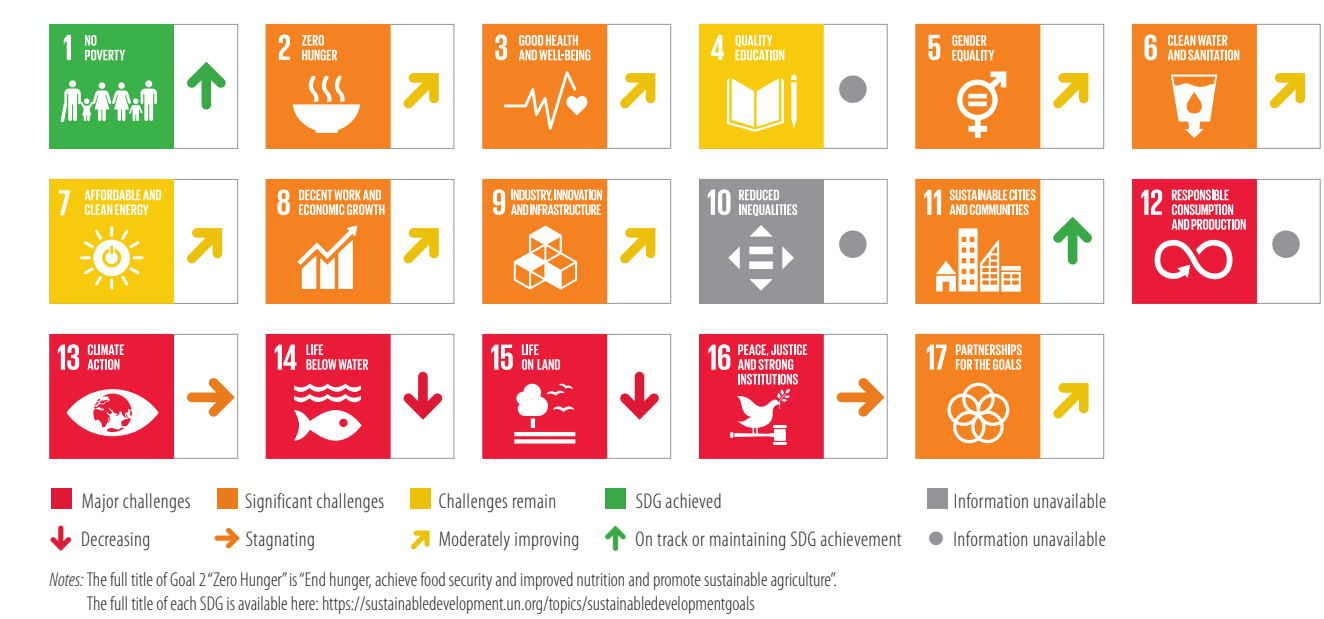 1 NO
POVERTY
2 ZERO
HUNGER
3 GOOD HEALTH
AND WELL-BEING
4 QUALITY
EDUCATION
5 GENDER
EQUALITY
6 CLEAN WATER
AND SANITATION
7 AFFORDABLE AND
CLEAN ENERGY
8 DECENT WORK AND
ECONOMIC GROWTH
9 INDUSTRY, INNOVATION
AND INFRASTRUCTURE
10 REDUCED
INEQUALITIES
11 SUSTAINABLE CITIES
AND COMMUNITIES
12 RESPONSIBLE
CONSUMPTION
AND PRODUCTION
13 CLIMATE
ACTION
14 LIFE
BELOW WATER
15 LIFE
ON LAND
16 PEACE, JUSTICE
AND STRONG
INSTITUTIONS
17 PARTNERSHIPS
FOR THE GOALS
Major challenges
Significant challenges
Challenges remain
SDG achieved
Information unavailable
Decreasing
Stagnating
Moderately improving
On track or maintaining SDG achievement
Information unavailable
Notes: The full title of Goal 2 “Zero Hunger” is “End hunger, achieve food security and improved nutrition and promote sustainable agriculture”.
The full title of each SDG is available here: https://sustainabledevelopment.un.org/topics/sustainabledevelopmentgoals